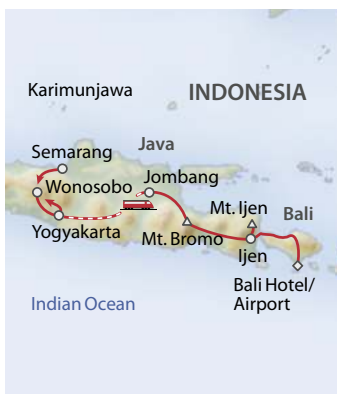 INDONESIA
Karimunjawa
Java
Semarang
Jombang
Wonosobo
Mt. Ijen
Bali
Yogyakarta
Mt. Bromo
Ijen
Bali Hotel/
Airport
Indian Ocean